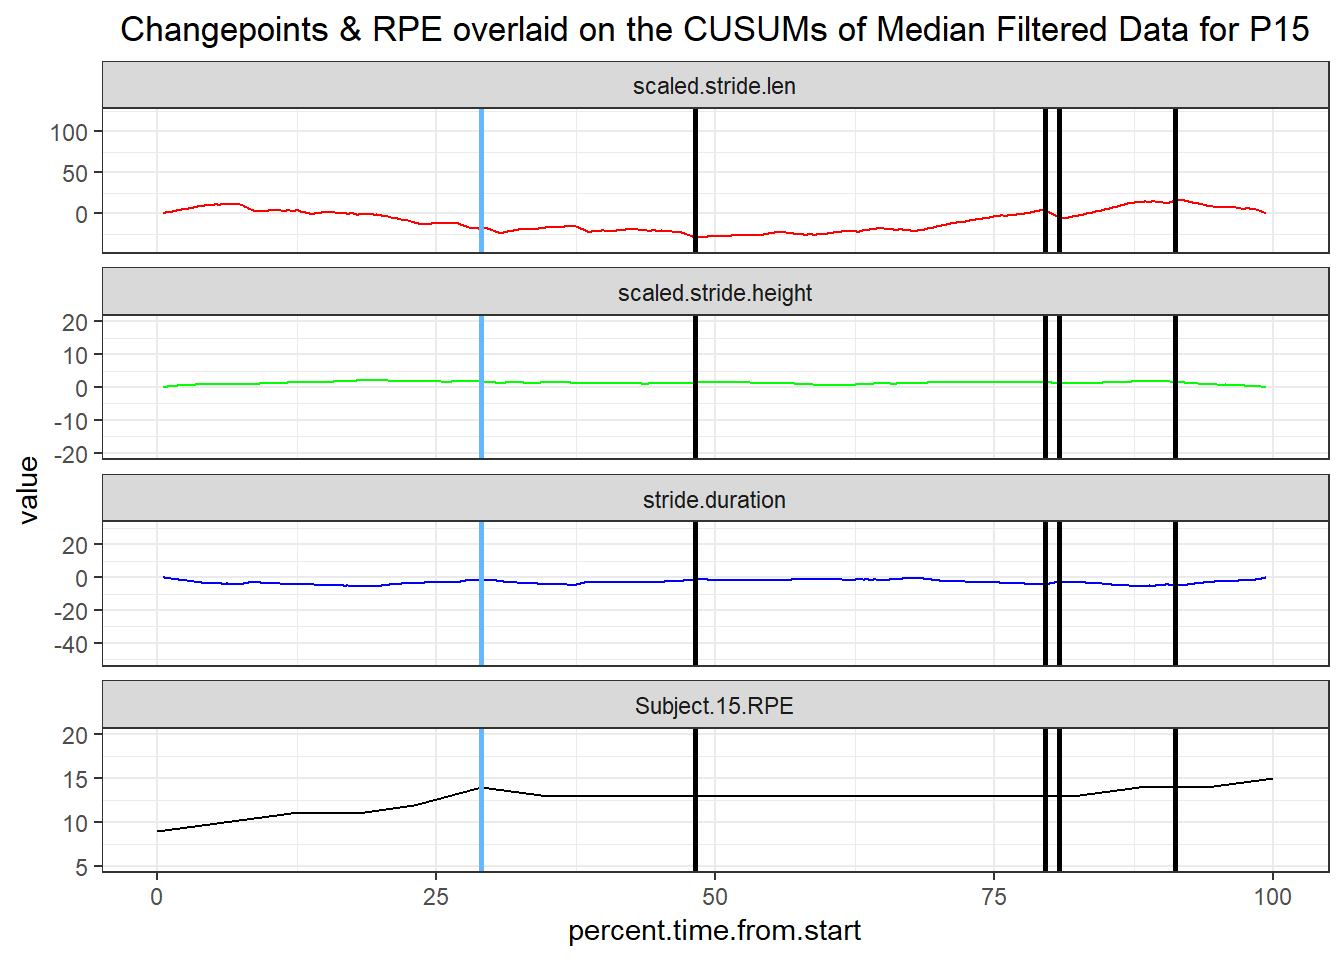 Changepoints & RPE overlaid on the CUSUMs of Median Filtered Data for P15
scaled.stride.len
100
50
0
scaled.stride.height
20
10
0
-10
-20
value
stride.duration
20
0
-20
-40
Subject.15.RPE
20
15
10
5
0 25 50 75 100
percent.time.from.start